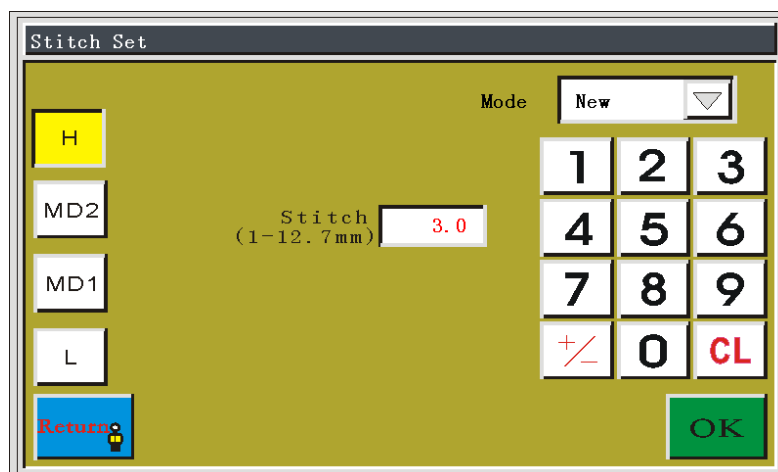 Stitch Set
Mode New
H
1 2 3
MD2
Stitch 3.0
(1-12.7mm)
4 5 6
MD1
7 8 9
L
+/- 0 CL
Return
OK